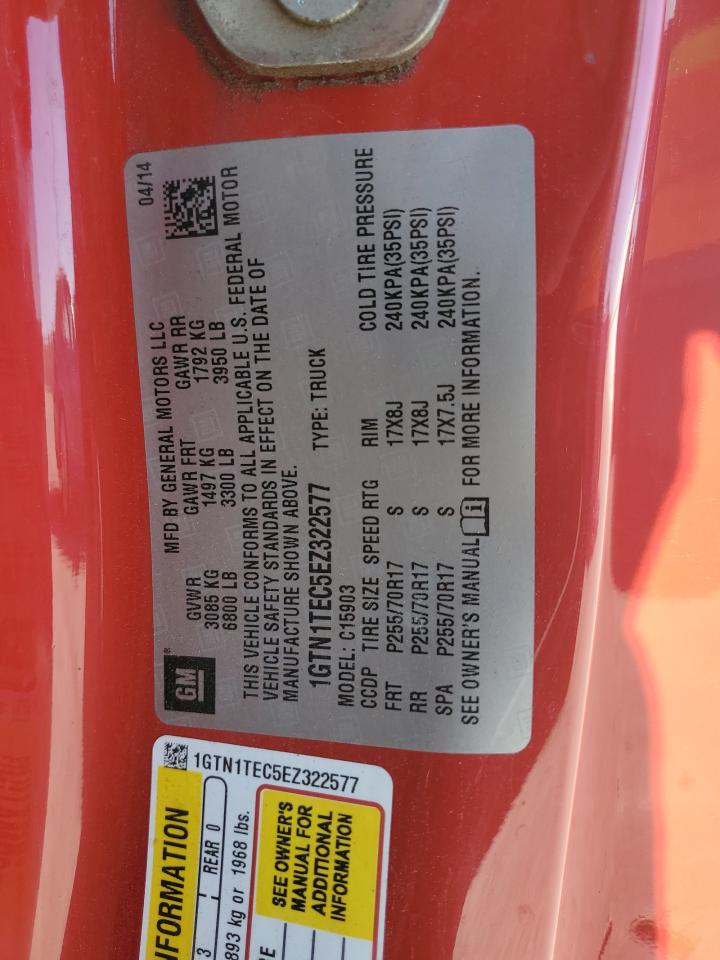 GM
MFD BY GENERAL MOTORS LLC 04/14
GVWR GAWR FRT GAWR RR
3085 KG 1497 KG 1792 KG
6800 LB 3300 LB 3950 LB
THIS VEHICLE CONFORMS TO ALL APPLICABLE U.S. FEDERAL MOTOR
VEHICLE SAFETY STANDARDS IN EFFECT ON THE DATE OF
MANUFACTURE SHOWN ABOVE.
1GTN1TEC5EZ322577 TYPE: TRUCK
MODEL: C15903
CCDP TIRE SIZE SPEED RTG RIM COLD TIRE PRESSURE
FRT P255/70R17 S 17X8J 240KPA(35PSI)
RR P255/70R17 S 17X8J 240KPA(35PSI)
SPA P255/70R17 S 17X7.5J 240KPA(35PSI)
SEE OWNER'S MANUAL i FOR MORE INFORMATION.
1GTN1TEC5EZ322577
NFORMATION
3 REAR 0
893 kg or 1968 lbs.
SEE OWNER'S
MANUAL FOR
ADDITIONAL
INFORMATION